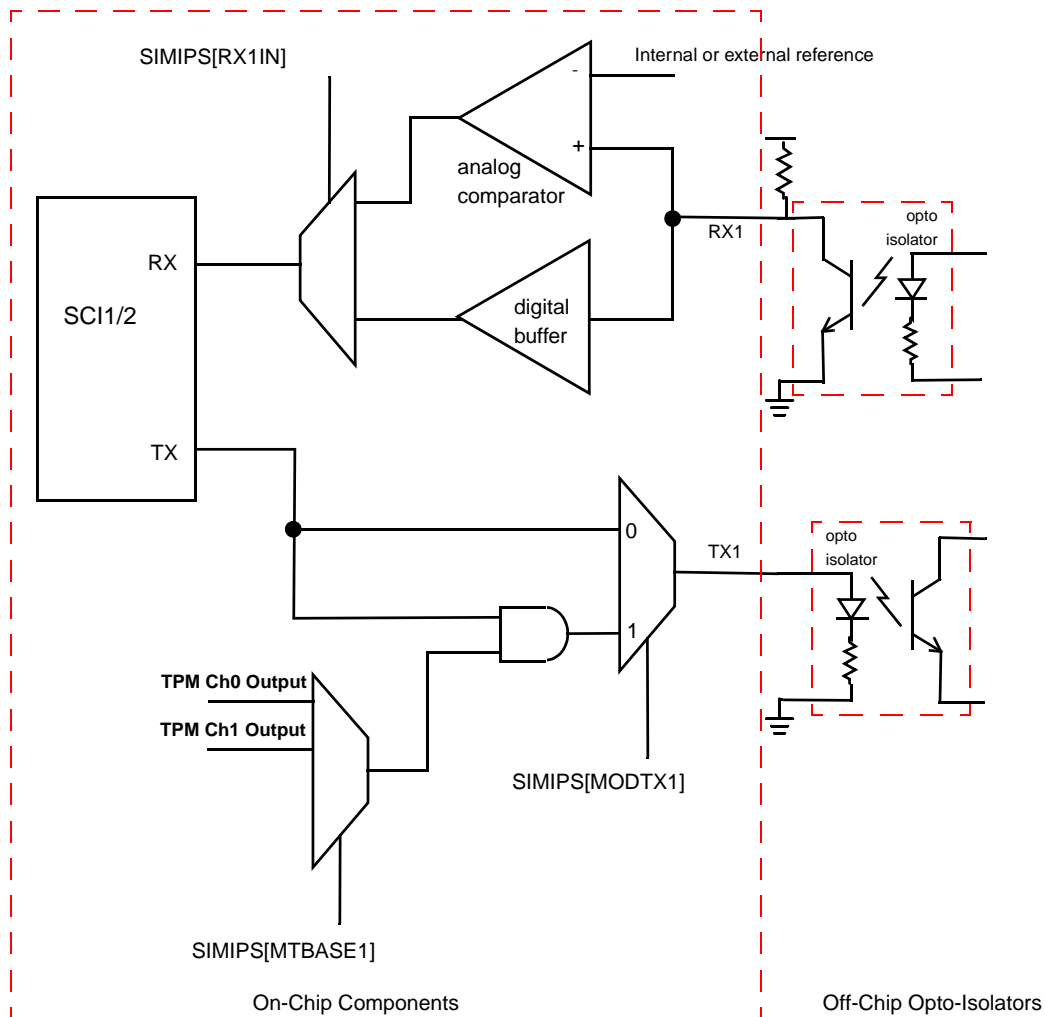 SIMIPS[RX1IN]
Internal or external reference
-
+
analog
comparator
opto
isolator
RX1
RX
SCI1/2
digital
buffer
TX
0
TX1
opto
isolator
1
TPM Ch0 Output
TPM Ch1 Output
SIMIPS[MODTX1]
SIMIPS[MTBASE1]
On-Chip Components
Off-Chip Opto-Isolators